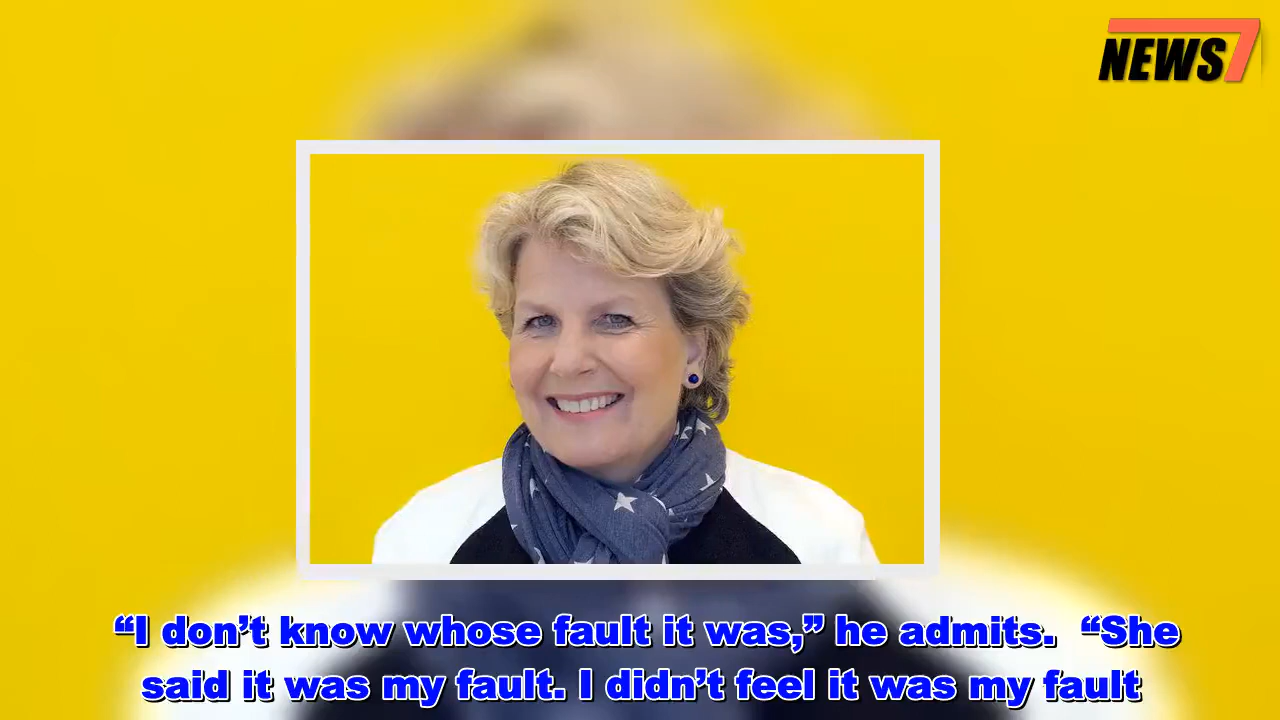 NEWS7
“I don’t know whose fault it was,” he admits. “She
said it was my fault. I didn’t feel it was my fault